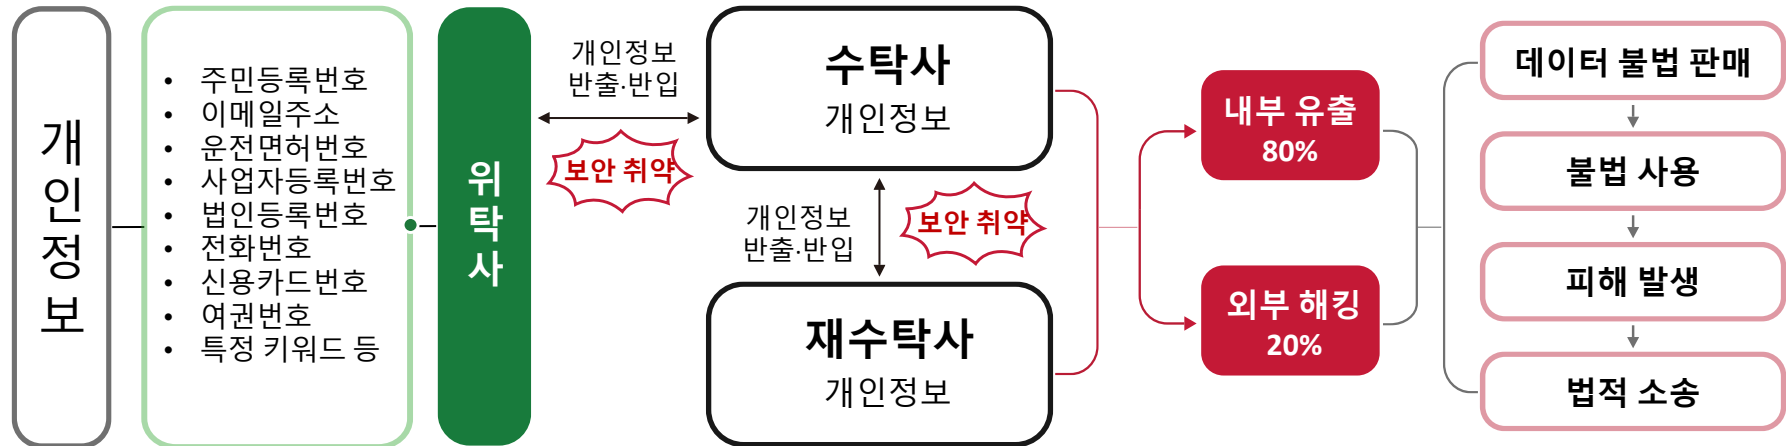 개인정보
• 주민등록번호
• 이메일주소
• 운전면허번호
• 사업자등록번호
• 법인등록번호
• 전화번호
• 신용카드번호
• 여권번호
• 특정 키워드 등
위탁사
개인정보
반출·반입
보안 취약
수탁사
개인정보
개인정보
반출·반입
보안 취약
재수탁사
개인정보
내부 유출
80%
외부 해킹
20%
데이터 불법 판매
불법 사용
피해 발생
법적 소송